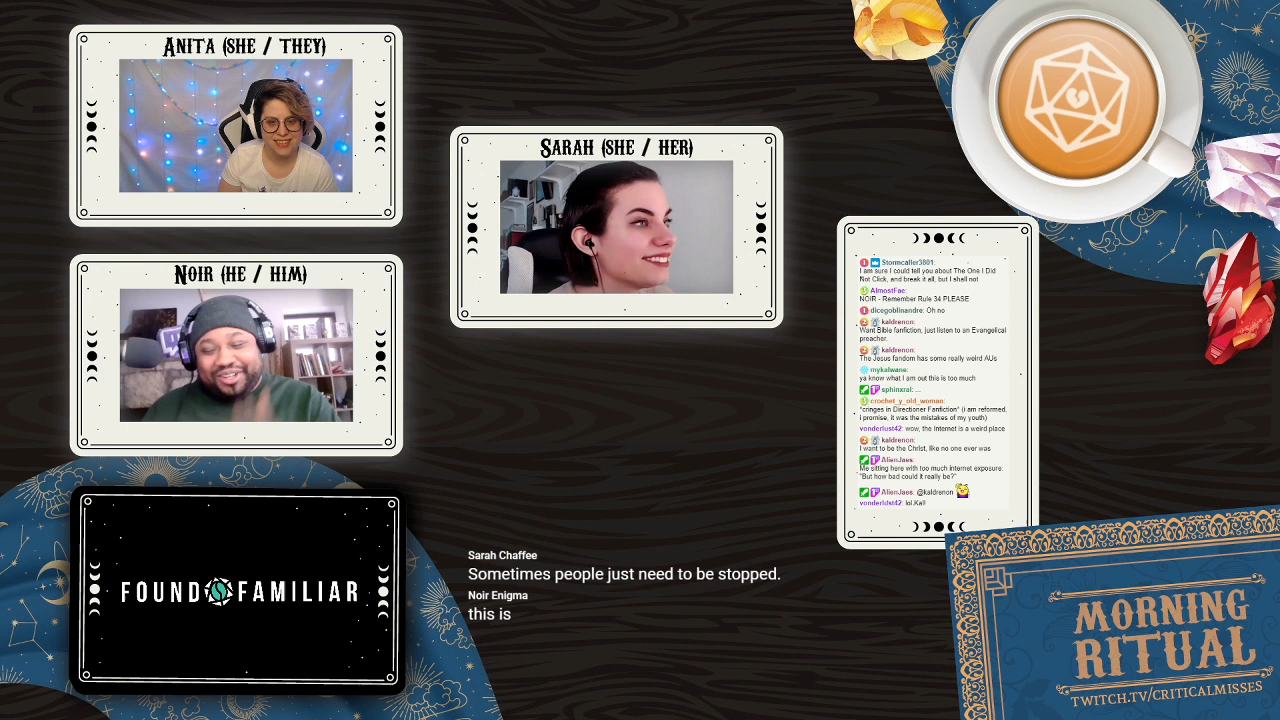 ANITA (SHE / THEY)
NOIR (HE / HIM)
SARAH (SHE / HER)
Stormcaller3801:
I am sure I could tell you about The One I Did
Not Click, and break it all, but I shall not
AlmostFae:
NOIR - Remember Rule 34 PLEASE
dicegoblinandre: Oh no
kaldrenon:
Want Bible fanfiction, just listen to an Evangelical
preacher.
kaldrenon:
The Jesus fandom has some really weird AUs
mykalwane:
ya know what I am out this is too much
sphinxrai: ...
crochet_y_old_woman:
*cringes in Directioner Fanfiction* (i am reformed,
i promise, it was the mistakes of my youth)
vonderlust42: wow, the Internet is a weird place
kaldrenon:
I want to be the Christ, like no one ever was
AlienJaes:
Me sitting here with too much internet exposure:
"But how bad could it really be?"
AlienJaes: @kaldrenon
vonderlust42: lol Kall
FOUND FAMILIAR
Sarah Chaffee
Sometimes people just need to be stopped.
Noir Enigma
this is
MORNING
RITUAL
TWITCH.TV/CRITICALMISSES